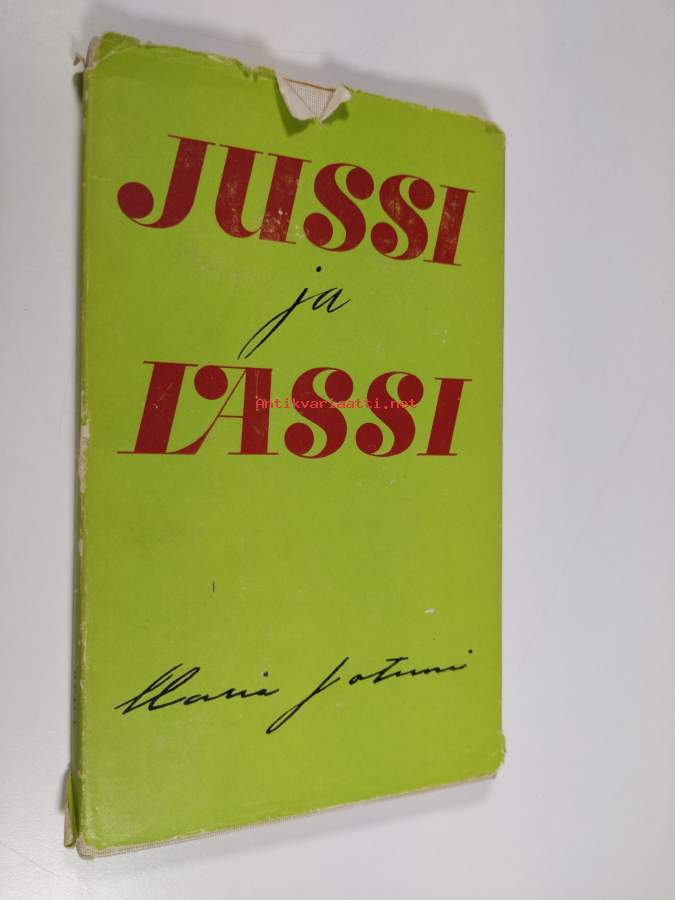 JUSSI
ja
LASSI
Antikvariaatti.net
Maria Jotuni